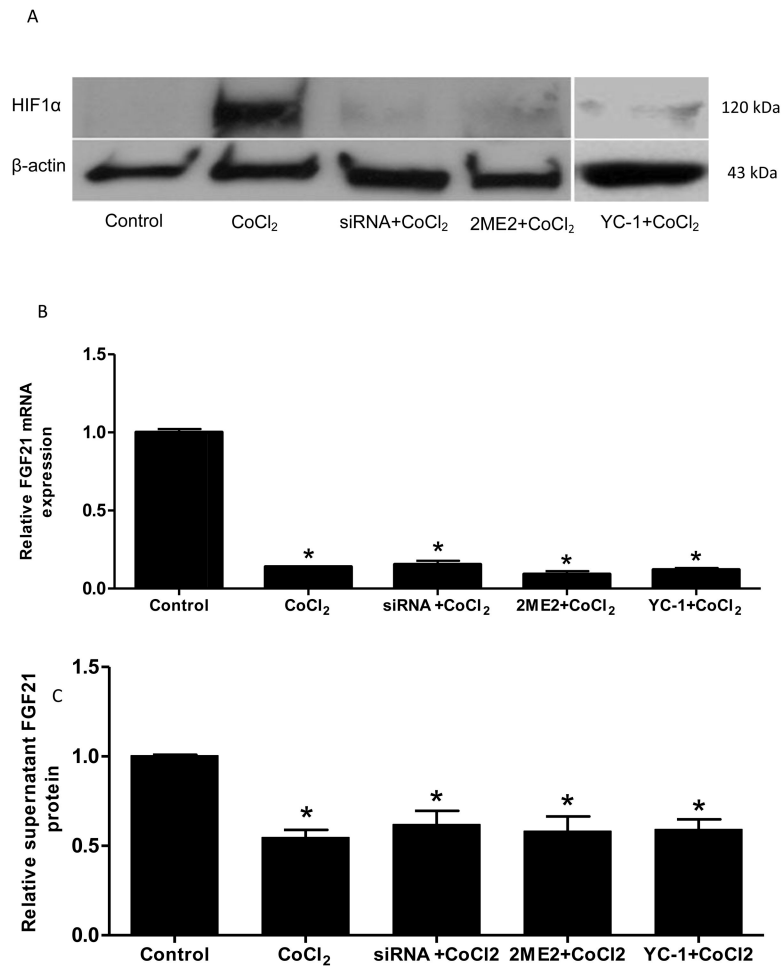 A
HIF1α
120 kDa
β-actin
43 kDa
Control CoCl₂ siRNA+CoCl₂ 2ME2+CoCl₂ YC-1+CoCl₂
B
Relative FGF21 mRNA
expression
1.5
1.0
0.5
0.0
* * * *
Control CoCl₂ siRNA +CoCl₂ 2ME2+CoCl₂ YC-1+CoCl₂
C
Relative supernatant FGF21
protein
1.5
1.0
0.5
0.0
* * * *
Control CoCl₂ siRNA +CoCl2 2ME2+CoCl2 YC-1+CoCl2